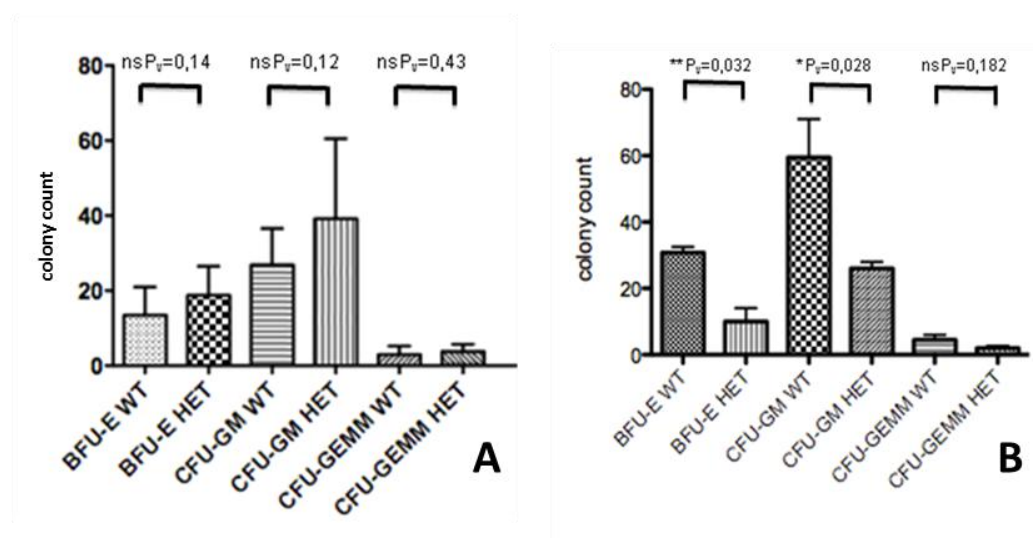 nsPᵥ=0,14 nsPᵥ=0,12 nsPᵥ=0,43
80
60
40
20
0
colony count
BFU-E WT
BFU-E HET
CFU-GM WT
CFU-GM HET
CFU-GEMM WT
CFU-GEMM HET
A
**Pᵥ=0,032 *Pᵥ=0,028 nsPᵥ=0,182
80
60
40
20
0
colony count
BFU-E WT
BFU-E HET
CFU-GM WT
CFU-GM HET
CFU-GEMM WT
CFU-GEMM HET
B